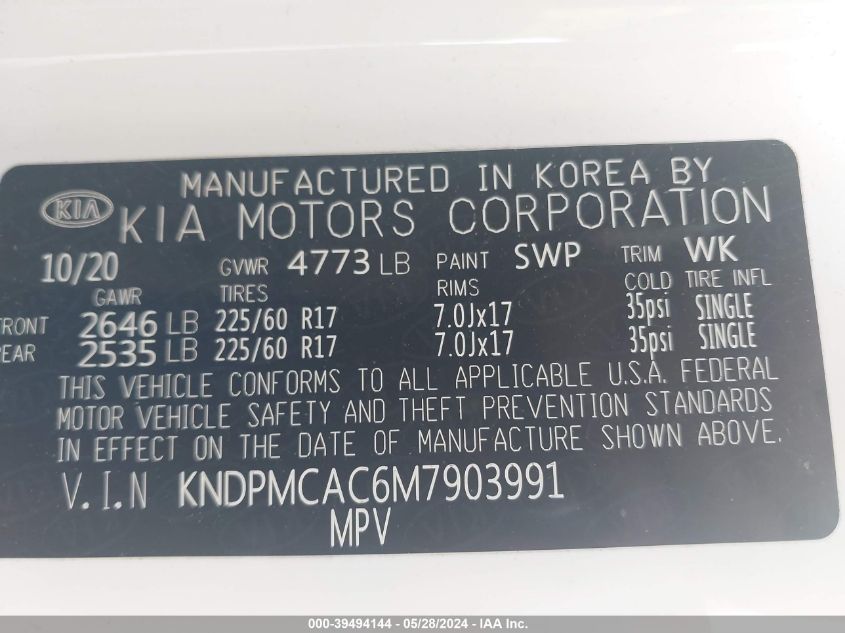 MANUFACTURED IN KOREA BY
KIA KIA MOTORS CORPORATION
10/20 GVWR 4773 LB PAINT SWP TRIM WK
GAWR TIRES RIMS COLD TIRE INFL
FRONT 2646 LB 225/60 R17 7.0Jx17 35psi SINGLE
REAR 2535 LB 225/60 R17 7.0Jx17 35psi SINGLE
THIS VEHICLE CONFORMS TO ALL APPLICABLE U.S.A. FEDERAL
MOTOR VEHICLE SAFETY AND THEFT PREVENTION STANDARDS
IN EFFECT ON THE DATE OF MANUFACTURE SHOWN ABOVE.
V.I.N KNDPMCAC6M7903991
MPV
000-39494144 - 05/28/2024 - IAA Inc.